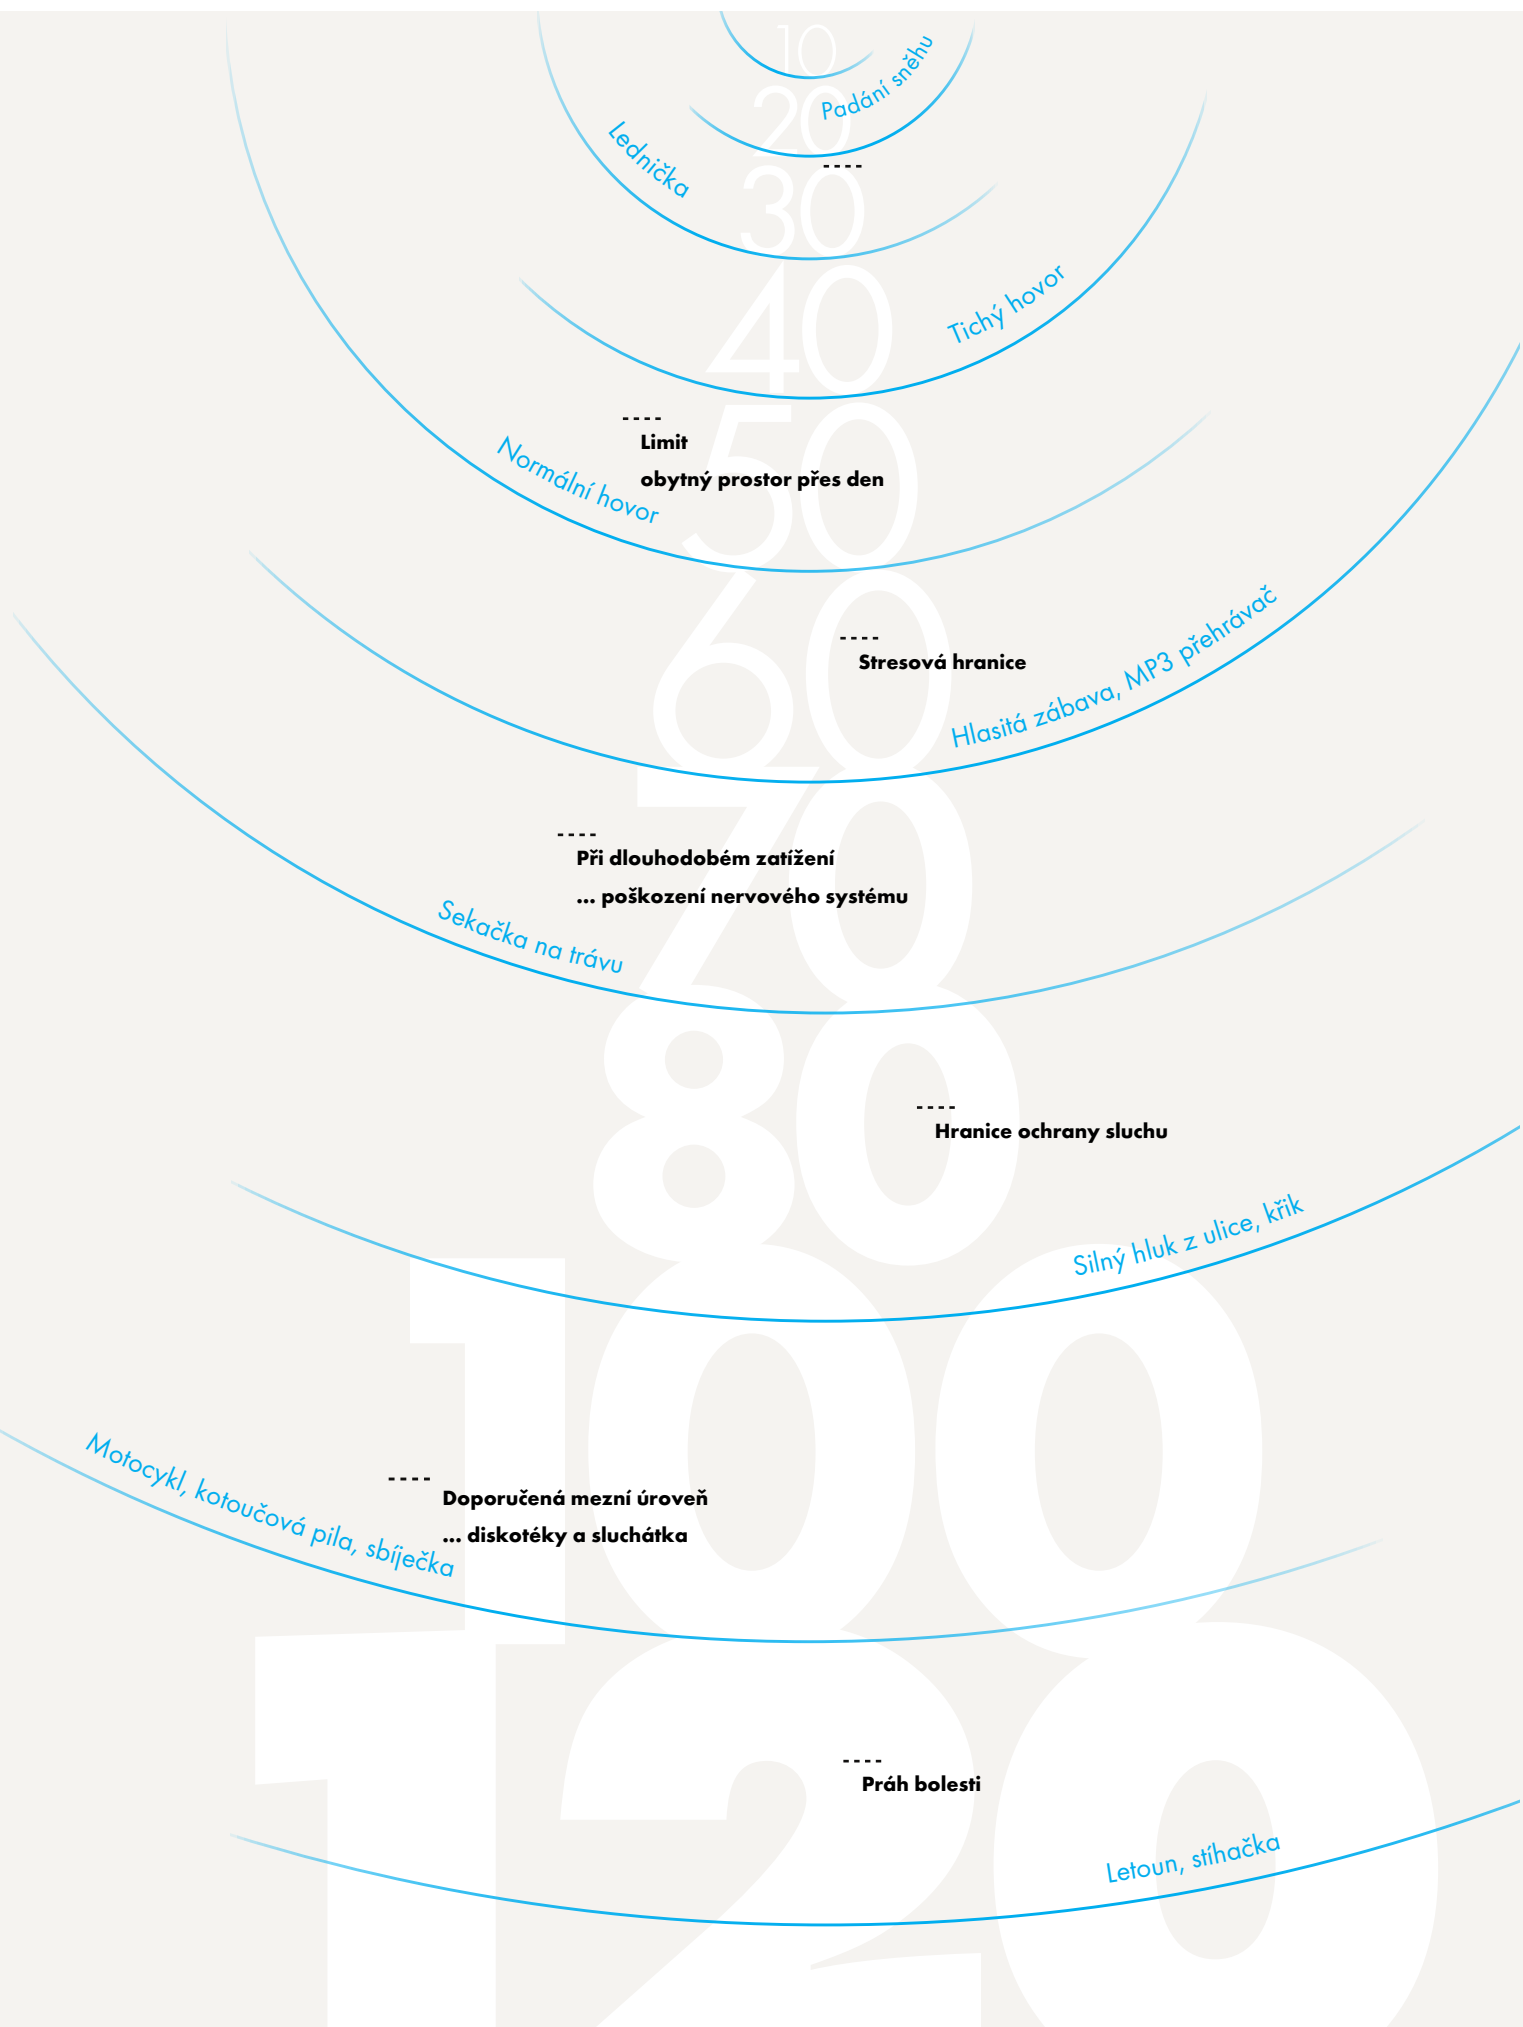 10
Padání sněhu
20
Lednička
30
40
Tichý hovor
Limit
obytný prostor přes den
50
Normální hovor
60
Stresová hranice
Hlasitá zábava, MP3 přehrávač
70
Při dlouhodobém zatížení
... poškození nervového systému
Sekačka na trávu
80
Hranice ochrany sluchu
Silný hluk z ulice, křik
100
Motocykl, kotoučová pila, sbíječka
Doporučená mezní úroveň
... diskotéky a sluchátka
120
Práh bolesti
Letoun, stíhačka